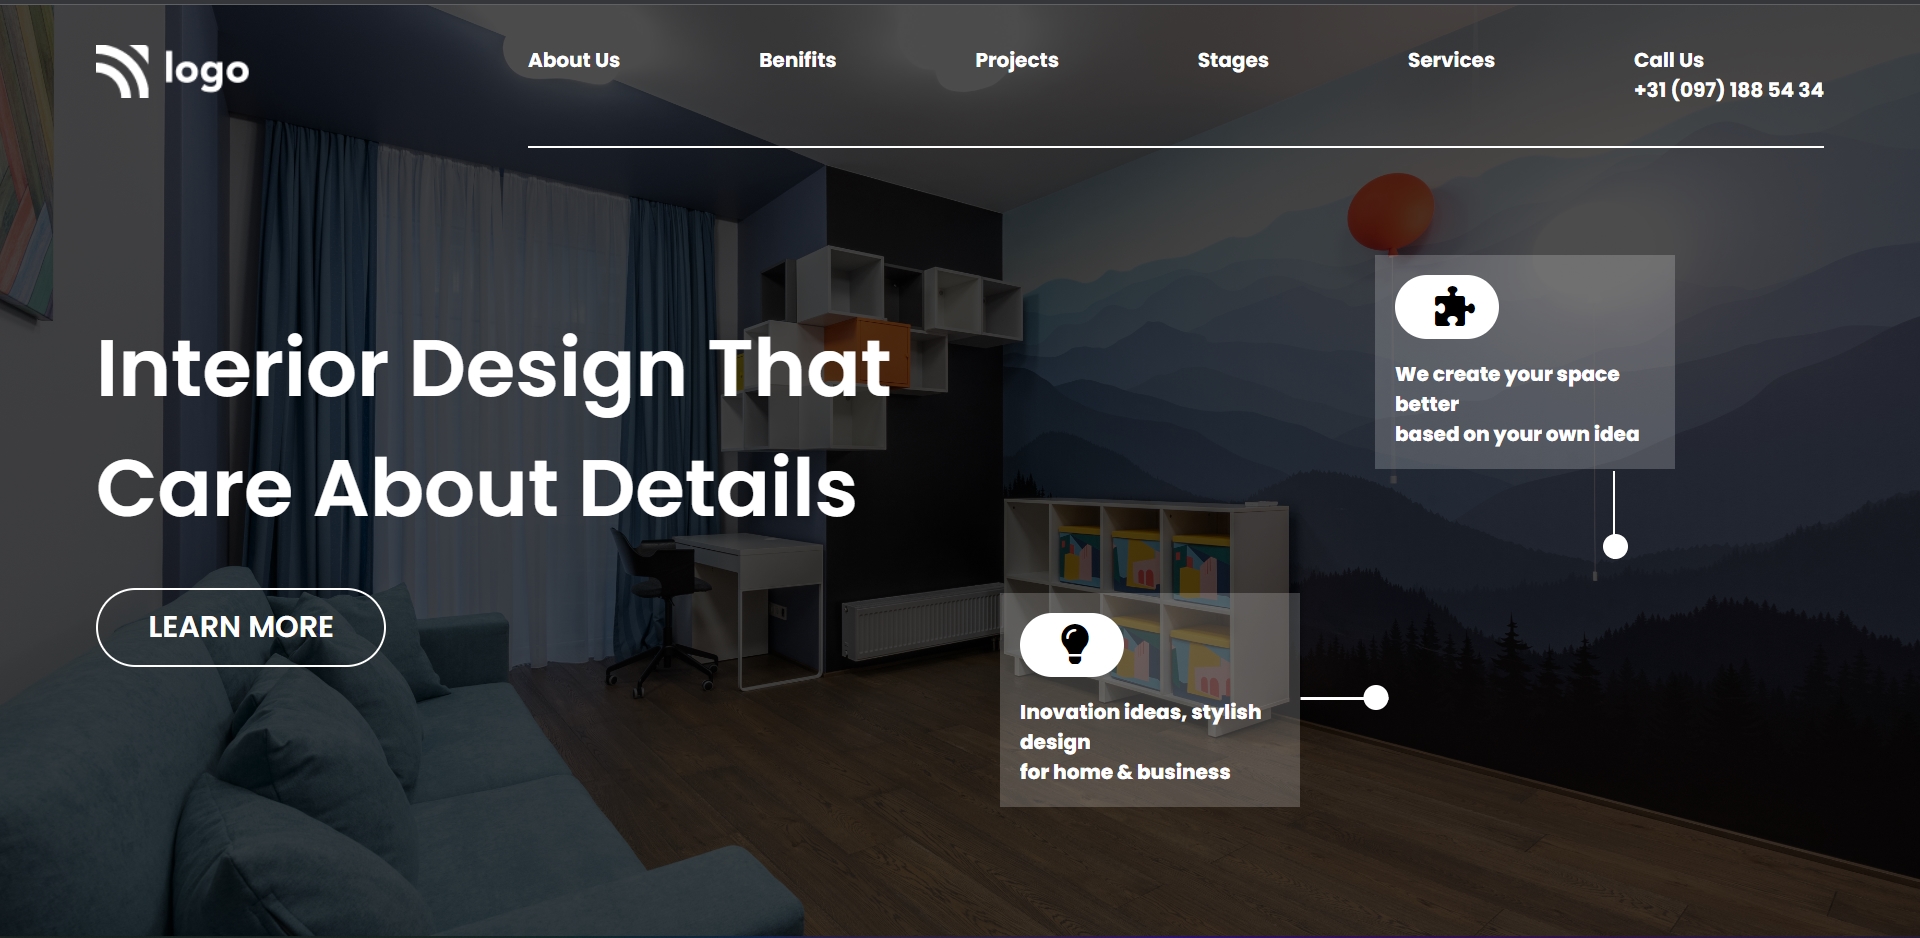 logo
About Us
Benifits
Projects
Stages
Services
Call Us
+31 (097) 188 54 34
Interior Design That
Care About Details
LEARN MORE
We create your space
better
based on your own idea
Inovation ideas, stylish
design
for home & business